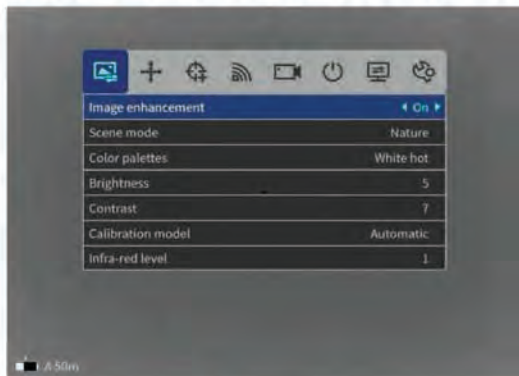 Image enhancement On
Scene mode Nature
Color palettes White hot
Brightness 5
Contrast 7
Calibration model Automatic
Infra-red level 1
A 50m